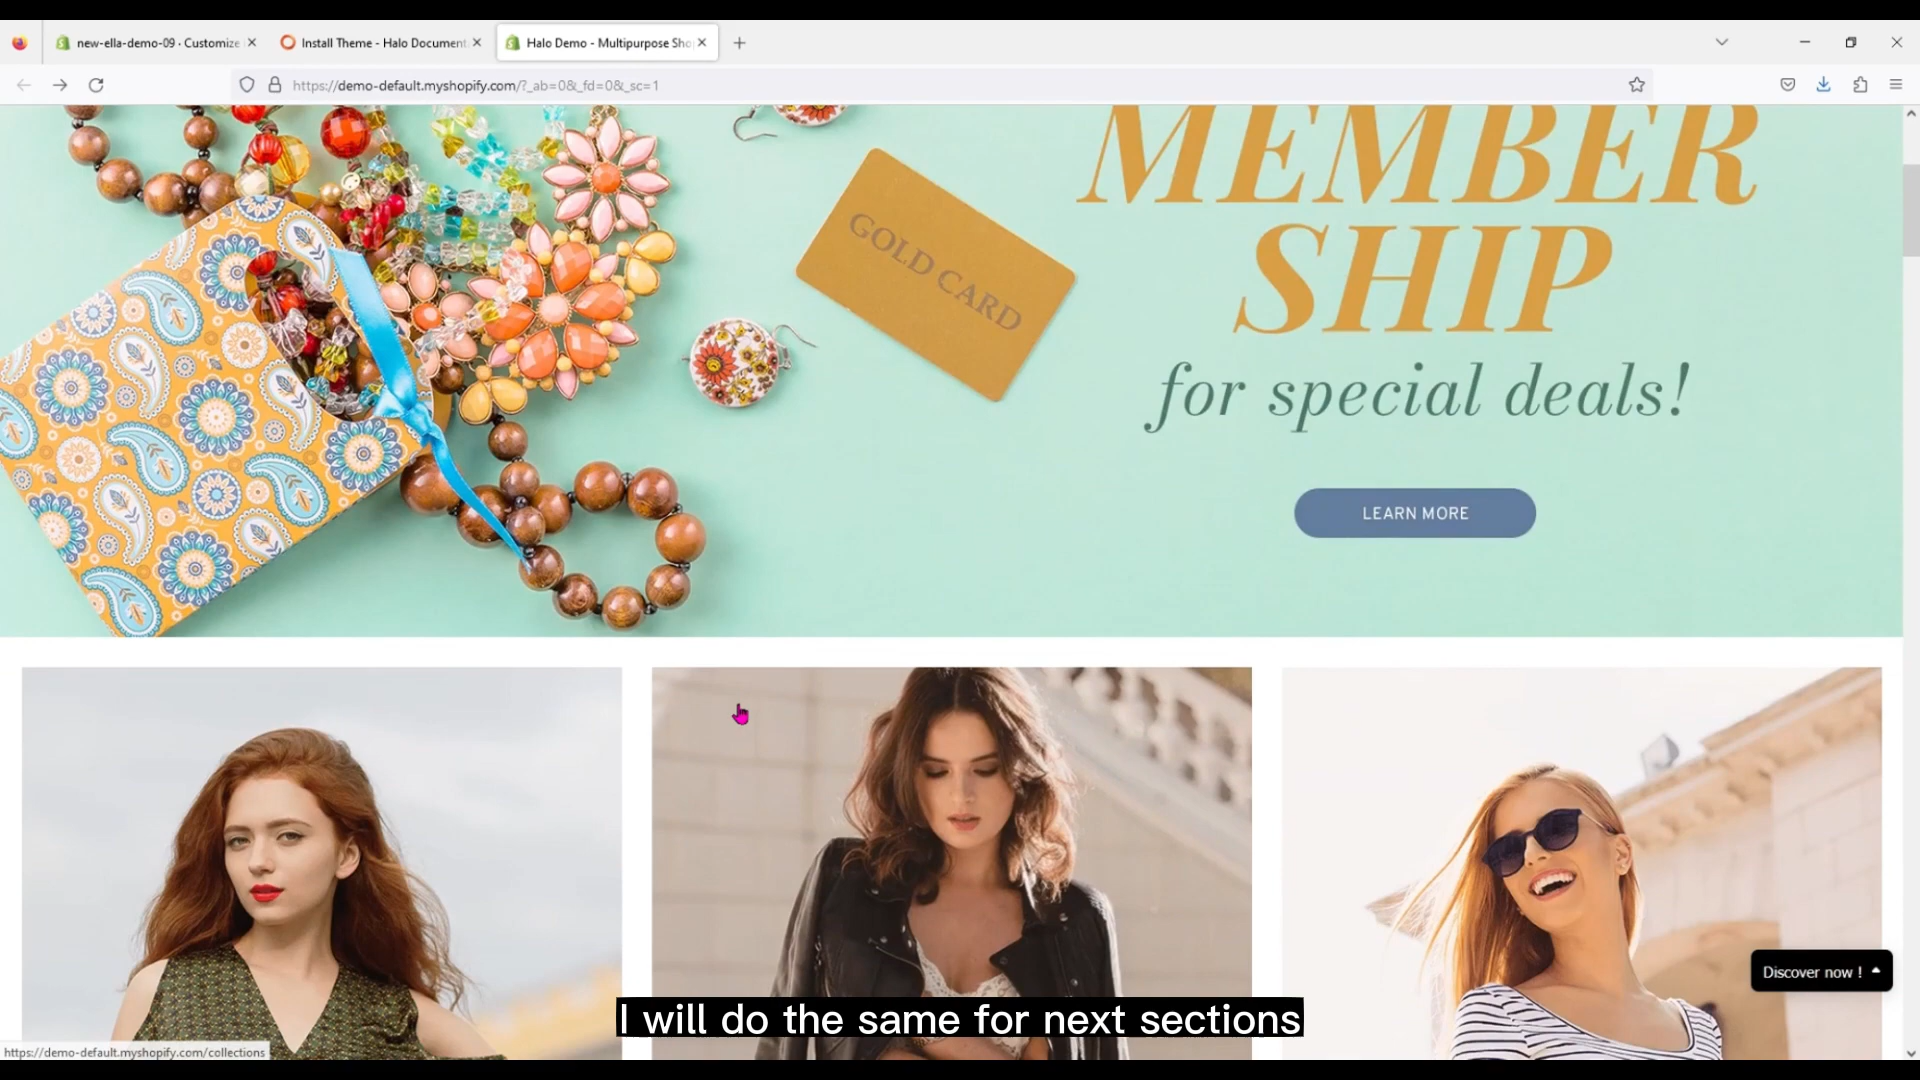 new-ella-demo-09 · Customize
Install Theme - Halo Document
Halo Demo - Multipurpose Sho
https://demo-default.myshopify.com/?_ab=0&_fd=0&_sc=1
MEMBER
SHIP
GOLD CARD
for special deals!
LEARN MORE
Discover now !
I will do the same for next sections
https://demo-default.myshopify.com/collections